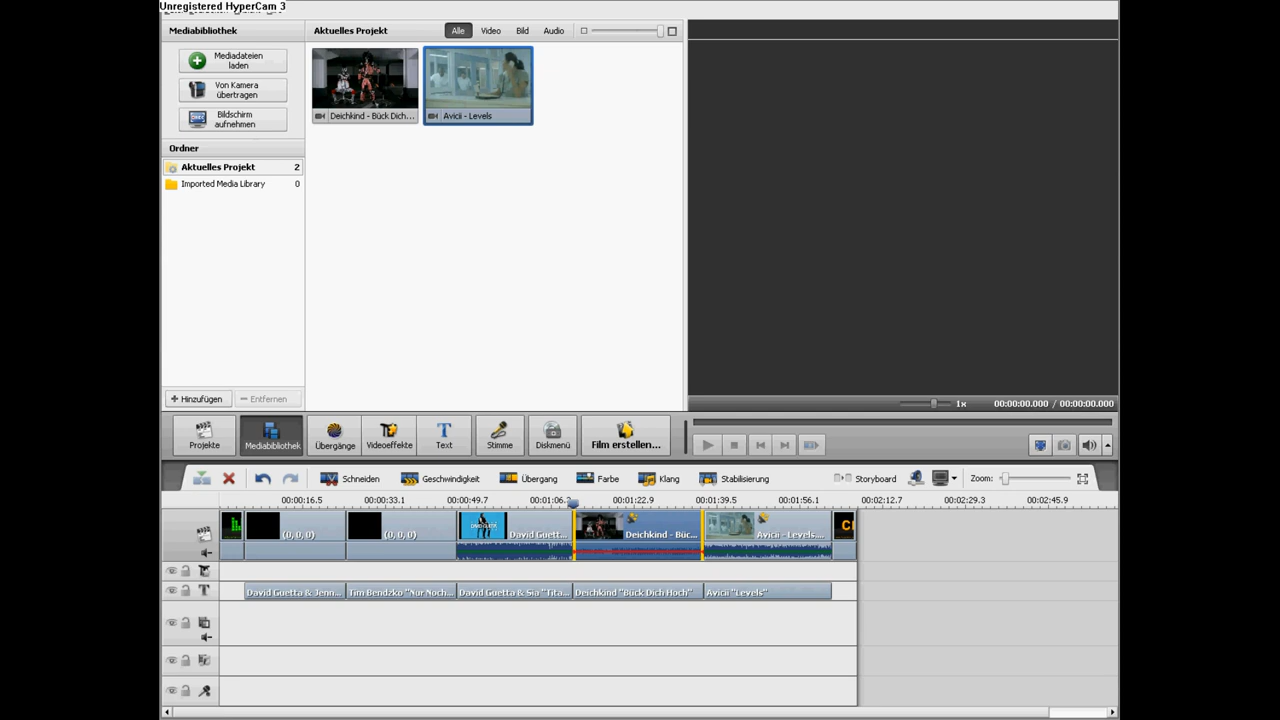 Unregistered HyperCam 3
Mediabibliothek
Aktuelles Projekt
Alle
Video
Bild
Audio
Mediadateien
laden
Von Kamera
übertragen
Bildschirm
aufnehmen
Deichkind - Bück Dich...
Avicii - Levels
Ordner
Aktuelles Projekt 2
Imported Media Library 0
Hinzufügen
Entfernen
1x
00:00:00.000 / 00:00:00.000
Projekte
Mediabibliothek
Übergänge
Videoeffekte
Text
Stimme
Diskmenü
Film erstellen...
Schneiden
Geschwindigkeit
Übergang
Farbe
Klang
Stabilisierung
Storyboard
Zoom:
00:00:16.5 00:00:33.1 00:00:49.7 00:01:06.2 00:01:22.9 00:01:39.5 00:01:56.1 00:02:12.7 00:02:29.3 00:02:45.9
(0, 0, 0)
(0, 0, 0)
David Guett...
Deichkind - Büc...
Avicii - Levels....
David Guetta & Jenn...
Tim Bendzko "Nur Noch...
David Guetta & Sia "Tita...
Deichkind "Bück Dich Hoch"
Avicii "Levels"